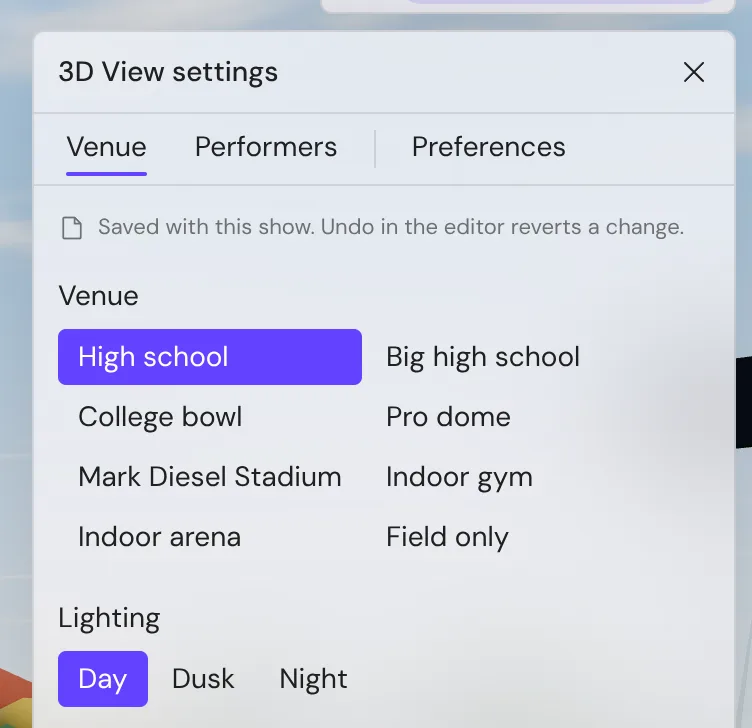 3D View settings
Venue Performers Preferences
Saved with this show. Undo in the editor reverts a change.
Venue
High school Big high school
College bowl Pro dome
Mark Diesel Stadium Indoor gym
Indoor arena Field only
Lighting
Day Dusk Night